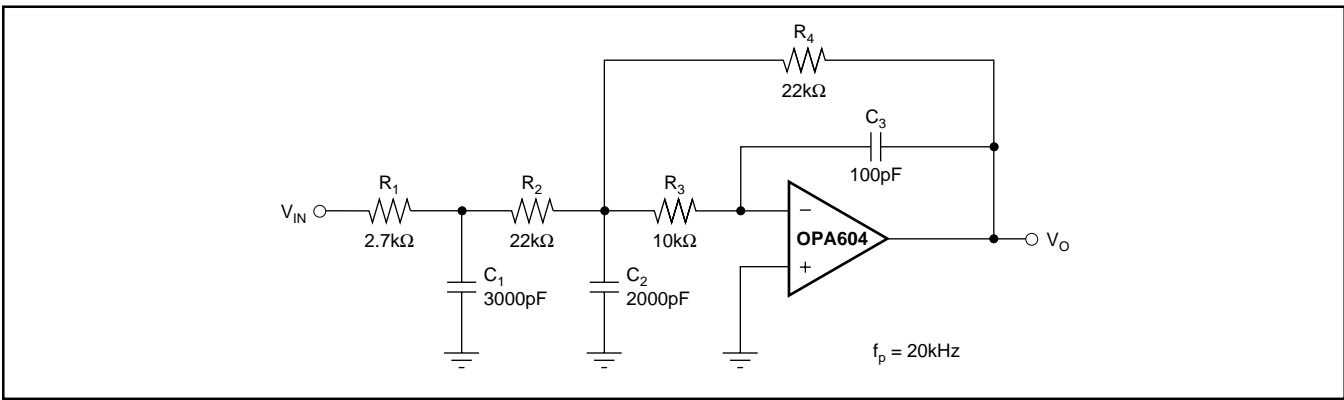 R4
22kΩ
C3
100pF
R1
R2
R3
VIN
2.7kΩ
22kΩ
10kΩ
–
OPA604
+
VO
C1
3000pF
C2
2000pF
fp = 20kHz